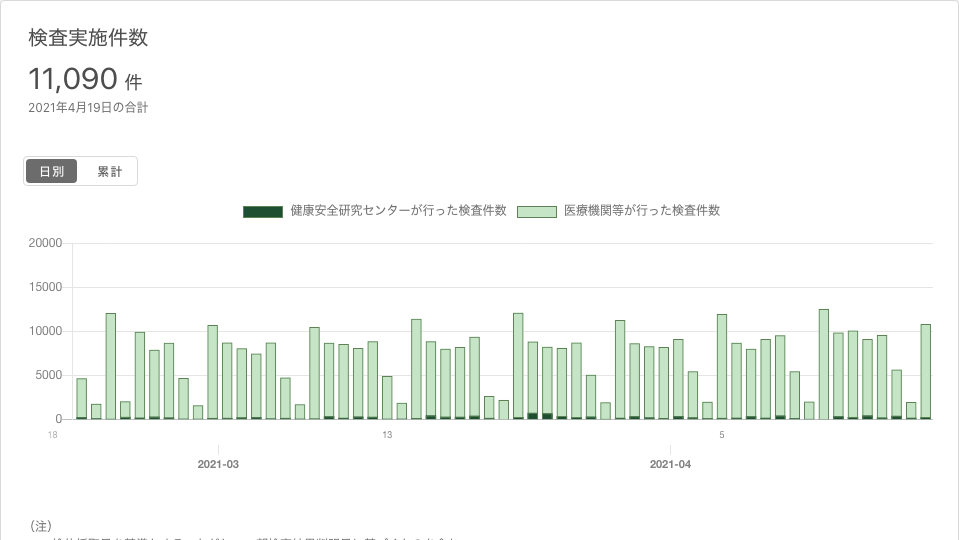 検査実施件数
11,090 件
2021年4月19日の合計
日別 累計
健康安全研究センターが行った検査件数 医療機関等が行った検査件数
20000
15000
10000
5000
0
18 13 5
2021-03 2021-04
（注）